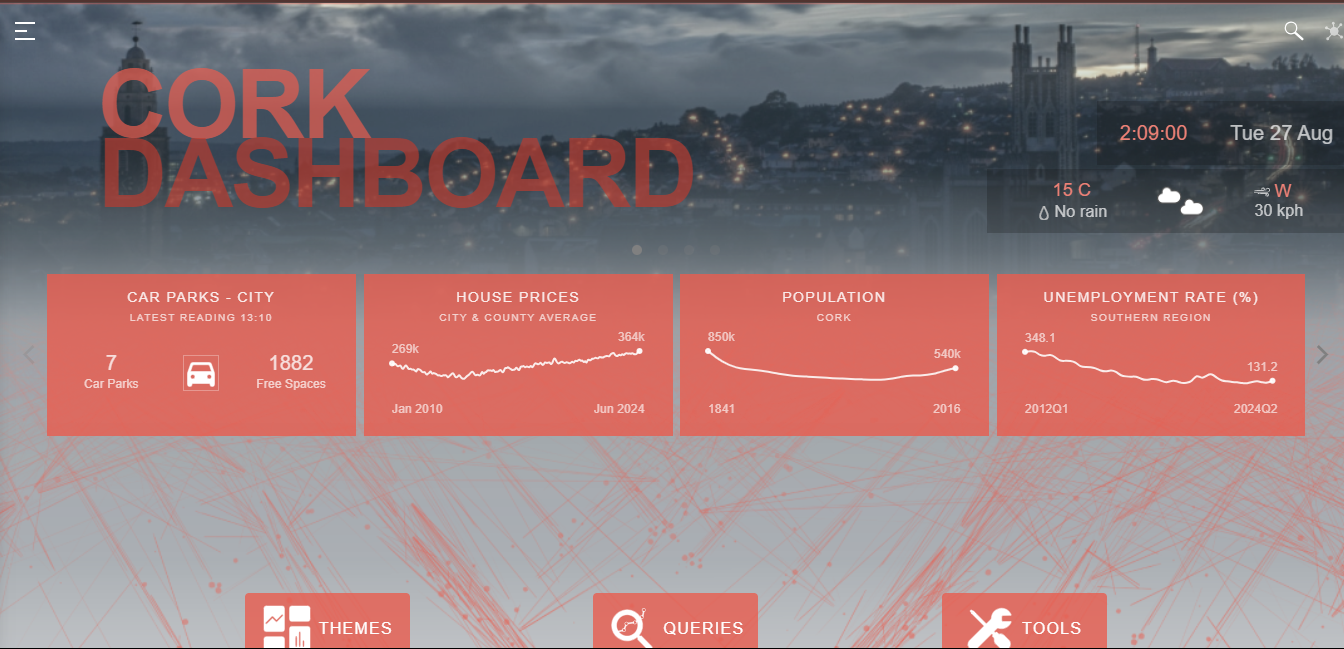 CORK
DASHBOARD
2:09:00 Tue 27 Aug
15 C
No rain
W
30 kph
CAR PARKS - CITY
LATEST READING 13:10
7
Car Parks
1882
Free Spaces
HOUSE PRICES
CITY & COUNTY AVERAGE
269k
364k
Jan 2010
Jun 2024
POPULATION
CORK
850k
540k
1841
2016
UNEMPLOYMENT RATE (%)
SOUTHERN REGION
348.1
131.2
2012Q1
2024Q2
THEMES
QUERIES
TOOLS